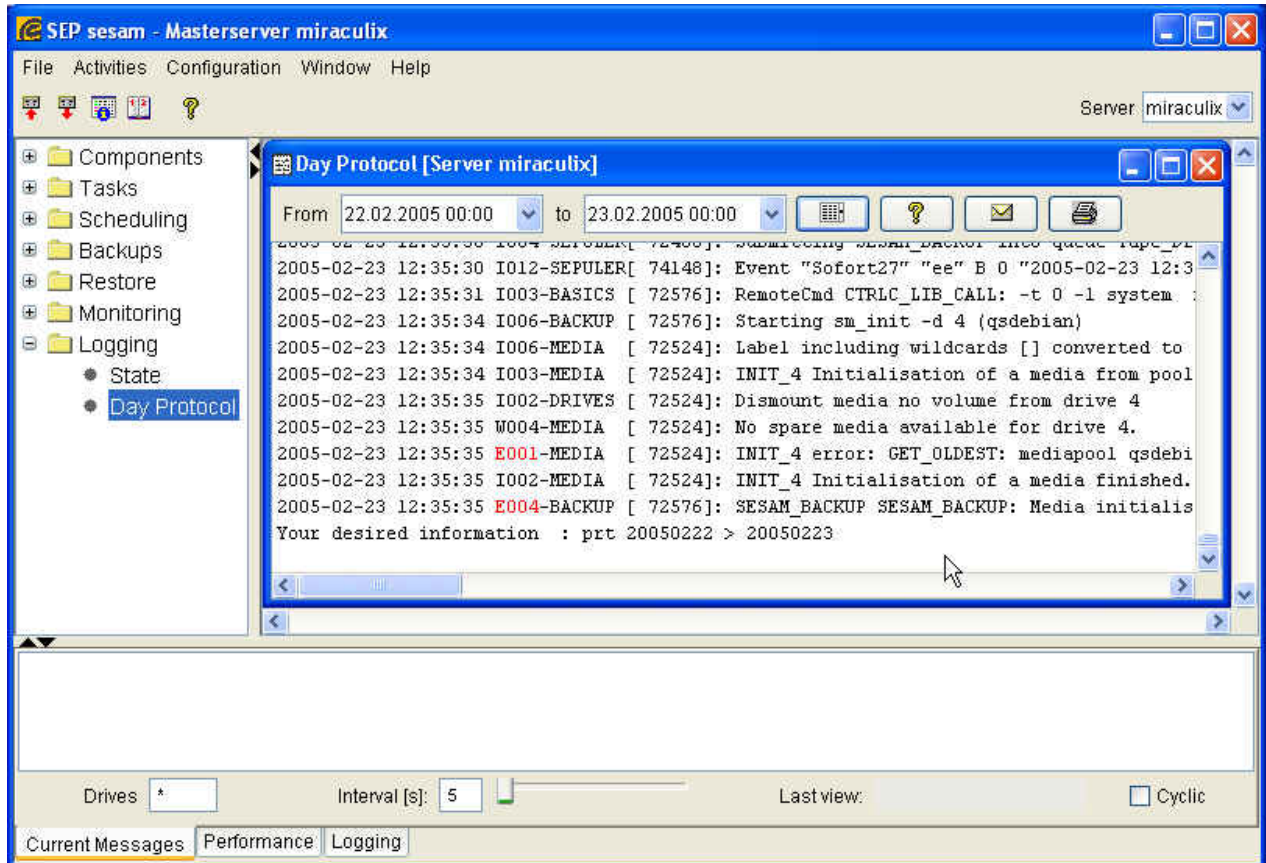 SEP sesam - Masterserver miraculix
File Activities Configuration Window Help
Server miraculix
Components
Tasks
Scheduling
Backups
Restore
Monitoring
Logging
State
Day Protocol
Day Protocol [Server miraculix]
From 22.02.2005 00:00 to 23.02.2005 00:00
2005-02-23 12:35:30 I012-SEPULER[ 74148]: Event "Sofort27" "ee" B 0 "2005-02-23 12:3
2005-02-23 12:35:31 I003-BASICS [ 72576]: RemoteCmd CTRLC_LIB_CALL: -t 0 -l system
2005-02-23 12:35:34 I006-BACKUP [ 72576]: Starting sm_init -d 4 (qsdebian)
2005-02-23 12:35:34 I006-MEDIA [ 72524]: Label including wildcards [] converted to
2005-02-23 12:35:34 I003-MEDIA [ 72524]: INIT_4 Initialisation of a media from pool
2005-02-23 12:35:35 I002-DRIVES [ 72524]: Dismount media no volume from drive 4
2005-02-23 12:35:35 W004-MEDIA [ 72524]: No spare media available for drive 4.
2005-02-23 12:35:35 E001-MEDIA [ 72524]: INIT_4 error: GET_OLDEST: mediapool qsdebi
2005-02-23 12:35:35 I002-MEDIA [ 72524]: INIT_4 Initialisation of a media finished.
2005-02-23 12:35:35 E004-BACKUP [ 72576]: SESAM_BACKUP SESAM_BACKUP: Media initialis
Your desired information : prt 20050222 > 20050223
Drives * Interval [s]: 5 Last view: Cyclic
Current Messages Performance Logging